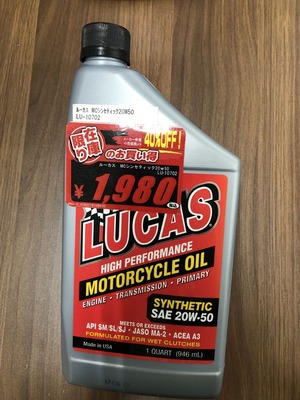 ルーカス MCシンセティック20W50
LU-10702
在庫
限り
のお買い得
40%OFF!
ルーカス MCシンセティック20w50
LU-10702
¥1,980
LUCAS
HIGH PERFORMANCE
MOTORCYCLE OIL
ENGINE - TRANSMISSION - PRIMARY
SYNTHETIC
SAE 20W-50
MEETS OR EXCEEDS
API SM/SL/SJ • JASO MA-2 • ACEA A3
FORMULATED FOR WET CLUTCHES
Made in USA
1 QUART (946 mL)